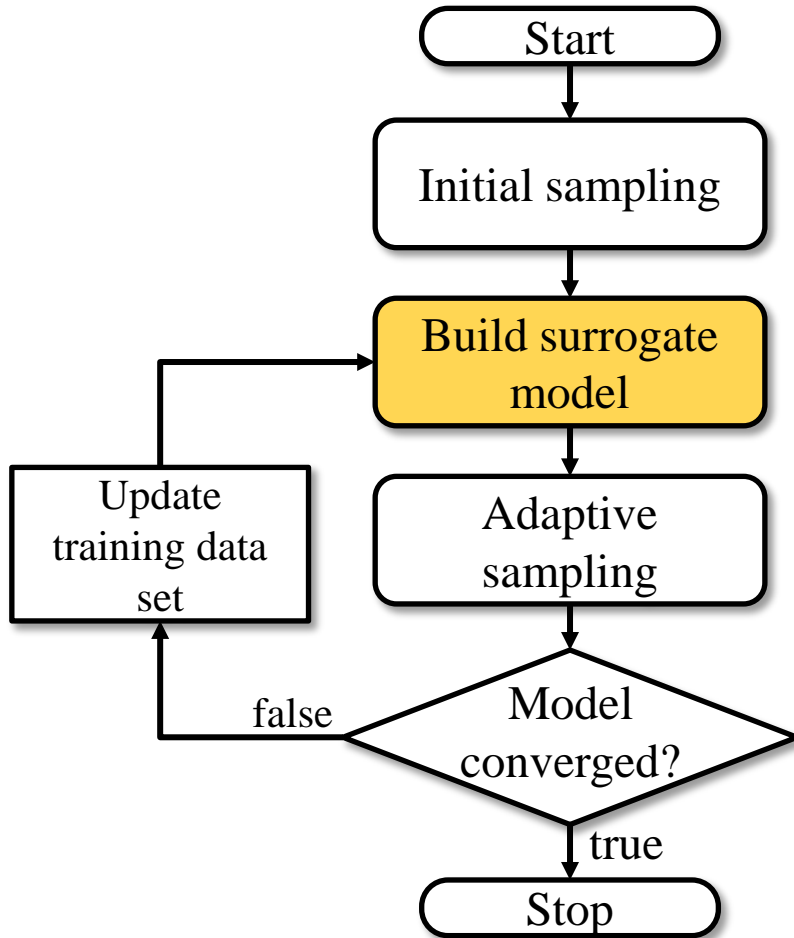 Start
Initial sampling
Build surrogate
model
Adaptive
sampling
Update
training data
set
Model
converged?
false
true
Stop